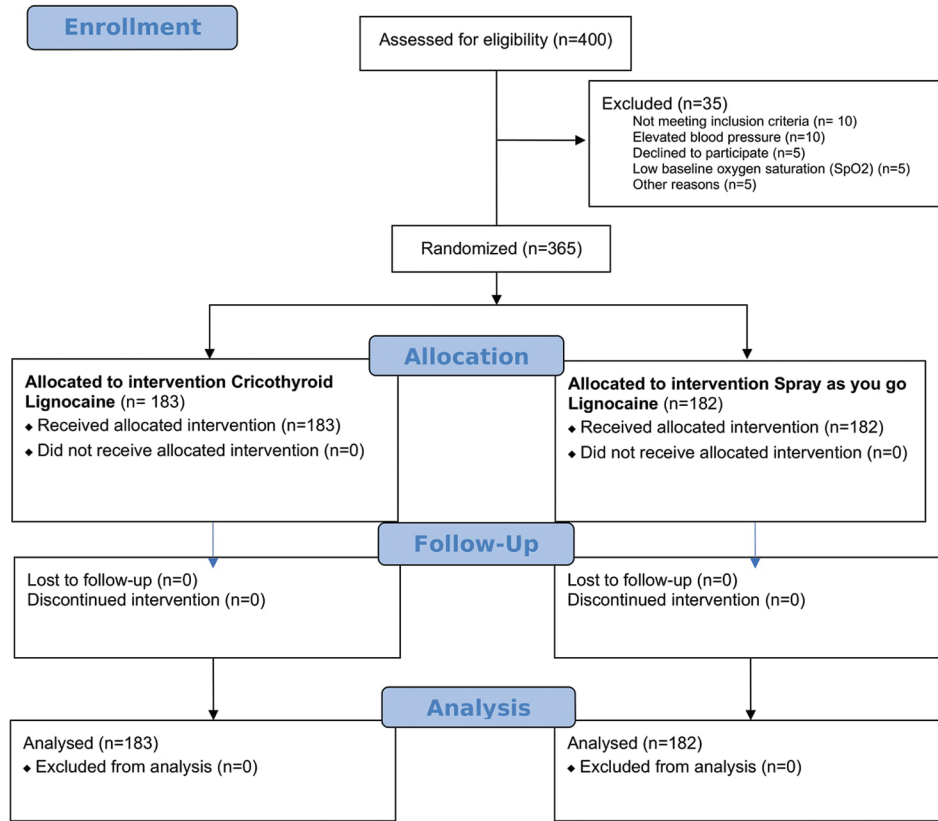 Enrollment
Assessed for eligibility (n=400)
Excluded (n=35)
Not meeting inclusion criteria (n= 10)
Elevated blood pressure (n=10)
Declined to participate (n=5)
Low baseline oxygen saturation (SpO2) (n=5)
Other reasons (n=5)
Randomized (n=365)
Allocation
Allocated to intervention Cricothyroid
Lignocaine (n= 183)
◆ Received allocated intervention (n=183)
◆ Did not receive allocated intervention (n=0)
Allocated to intervention Spray as you go
Lignocaine (n=182)
◆ Received allocated intervention (n=182)
◆ Did not receive allocated intervention (n=0)
Follow-Up
Lost to follow-up (n=0)
Discontinued intervention (n=0)
Lost to follow-up (n=0)
Discontinued intervention (n=0)
Analysis
Analysed (n=183)
◆ Excluded from analysis (n=0)
Analysed (n=182)
◆ Excluded from analysis (n=0)